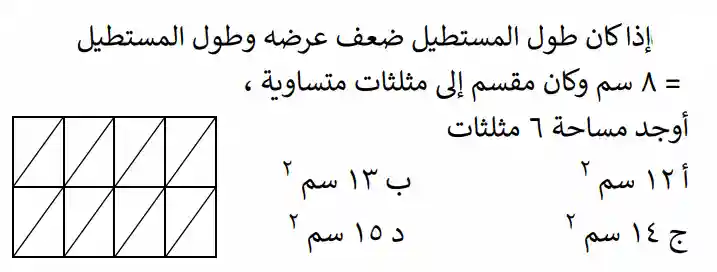 إذا كان طول المستطيل ضعف عرضه وطول المستطيل
= ٨ سم وكان مقسم إلى مثلثات متساوية ،
أوجد مساحة ٦ مثلثات
أ ١٢ سم ٢ ب ١٣ سم ٢
ج ١٤ سم ٢ د ١٥ سم ٢